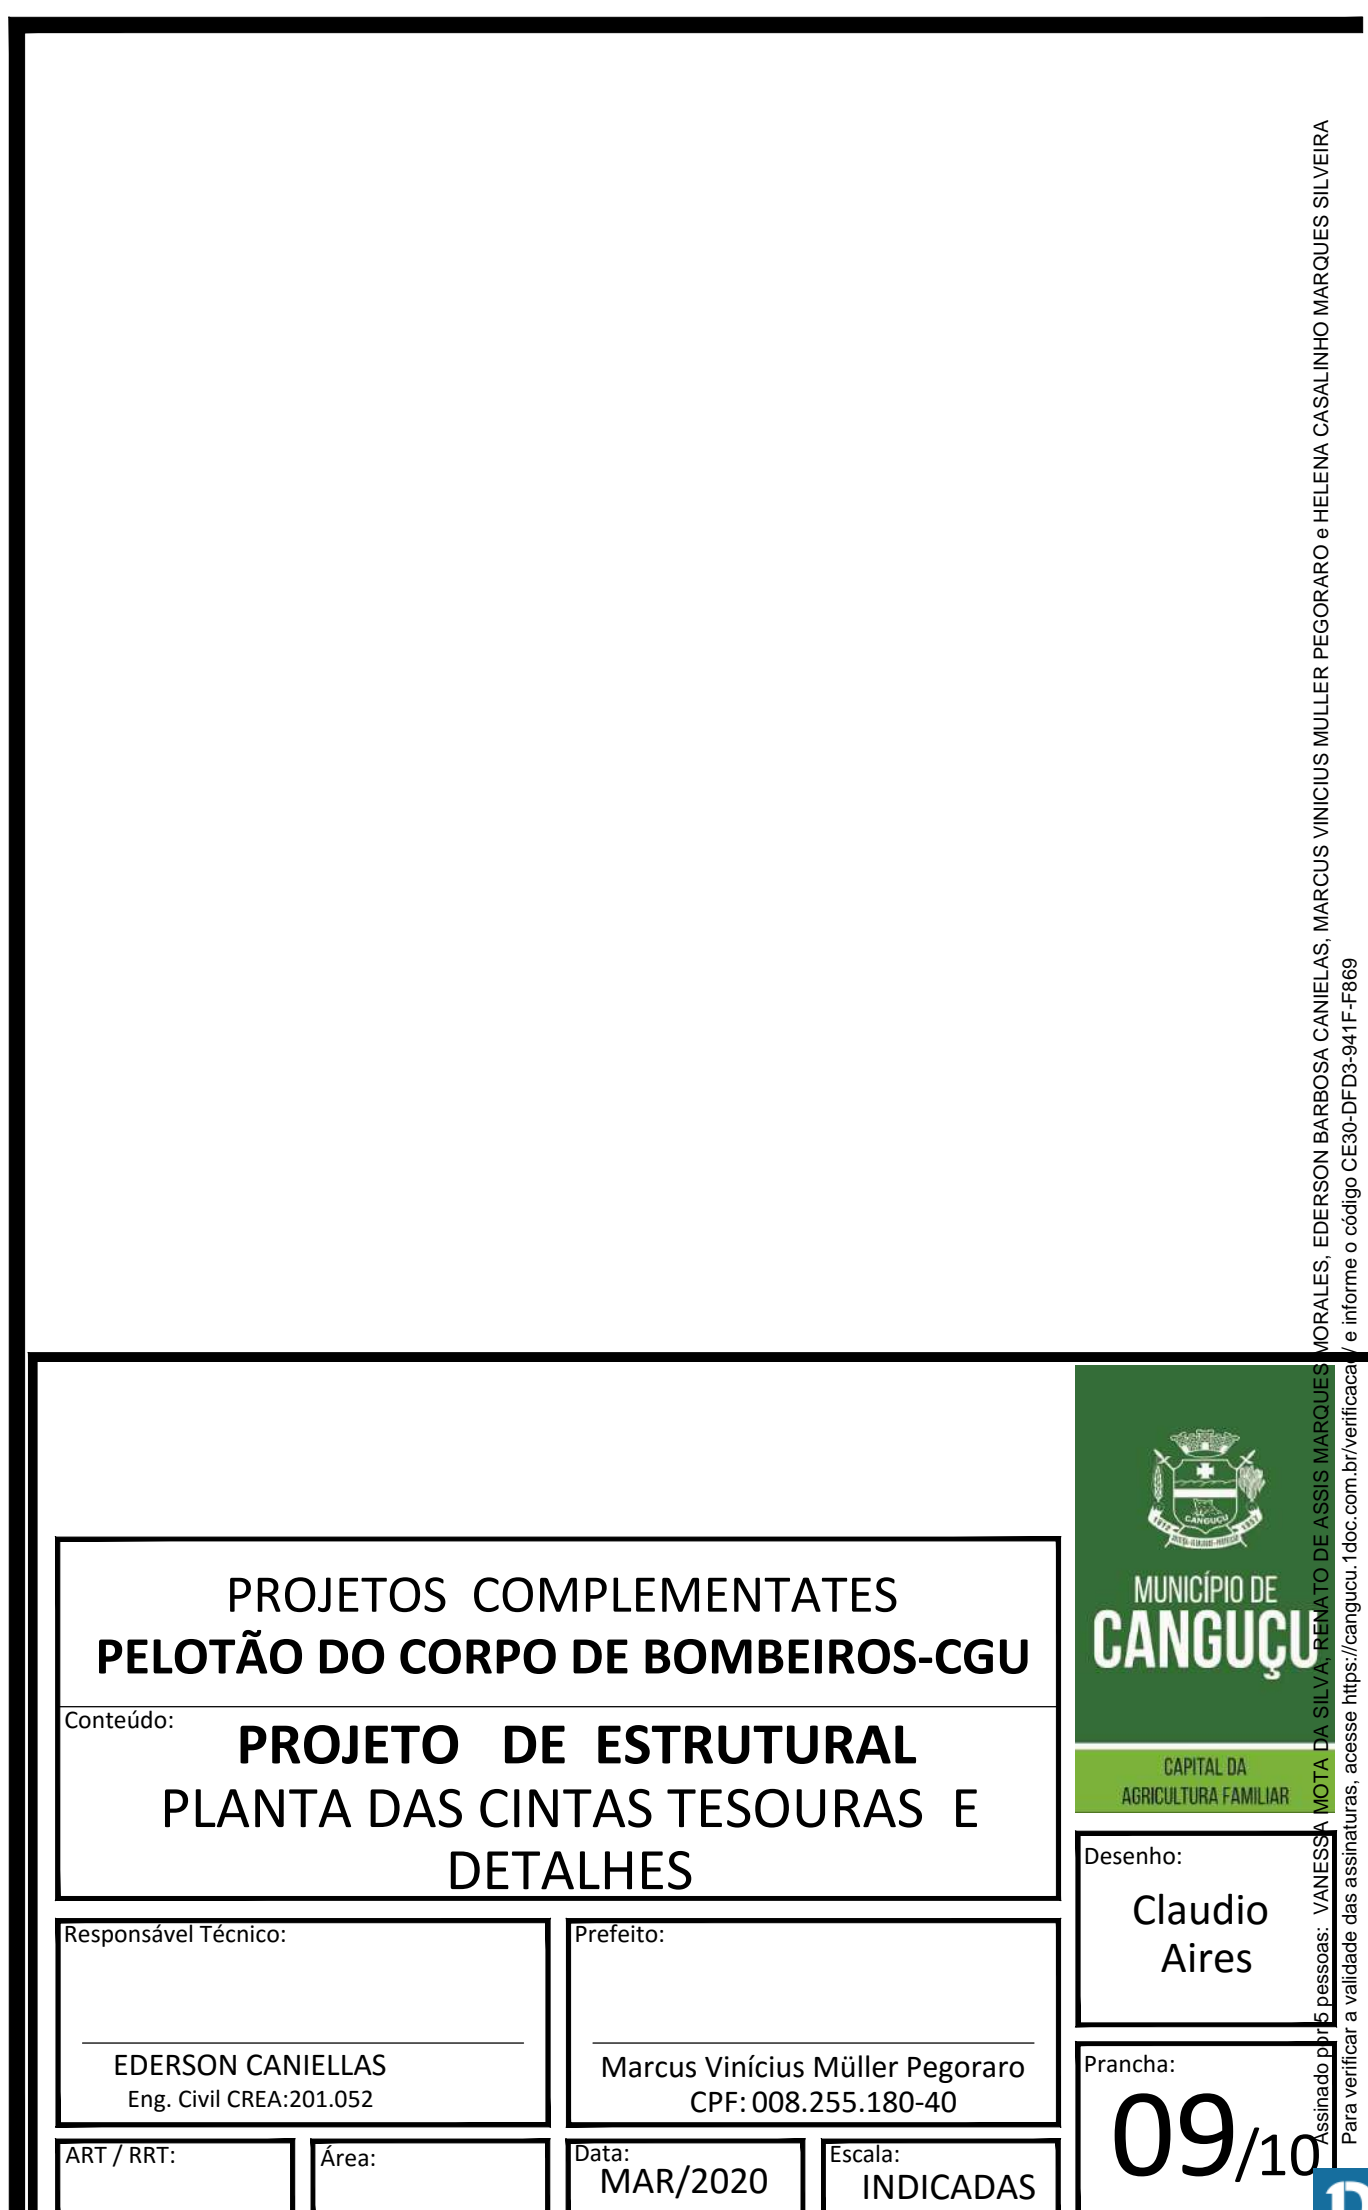 PROJETOS COMPLEMENTATES
PELOTÃO DO CORPO DE BOMBEIROS-CGU
Conteúdo:
PROJETO DE ESTRUTURAL
PLANTA DAS CINTAS TESOURAS E
DETALHES
Responsável Técnico:
EDERSON CANIELLAS
Eng. Civil CREA:201.052
Prefeito:
Marcus Vinícius Müller Pegoraro
CPF: 008.255.180-40
ART / RRT:
Área:
Data:
MAR/2020
Escala:
INDICADAS
CANGUÇU
MUNICÍPIO DE
CANGUÇU
CAPITAL DA
AGRICULTURA FAMILIAR
Desenho:
Claudio
Aires
Prancha:
09/10
Assinado por 5 pessoas: VANESSA MOTA DA SILVA, RENATO DE ASSIS MARQUES MORALES, EDERSON BARBOSA CANIELAS, MARCUS VINICIUS MULLER PEGORARO e HELENA CASALINHO MARQUES SILVEIRA
Para verificar a validade das assinaturas, acesse https://cangucu.1doc.com.br/verificacao/ e informe o código CE30-DFD3-941F-F869